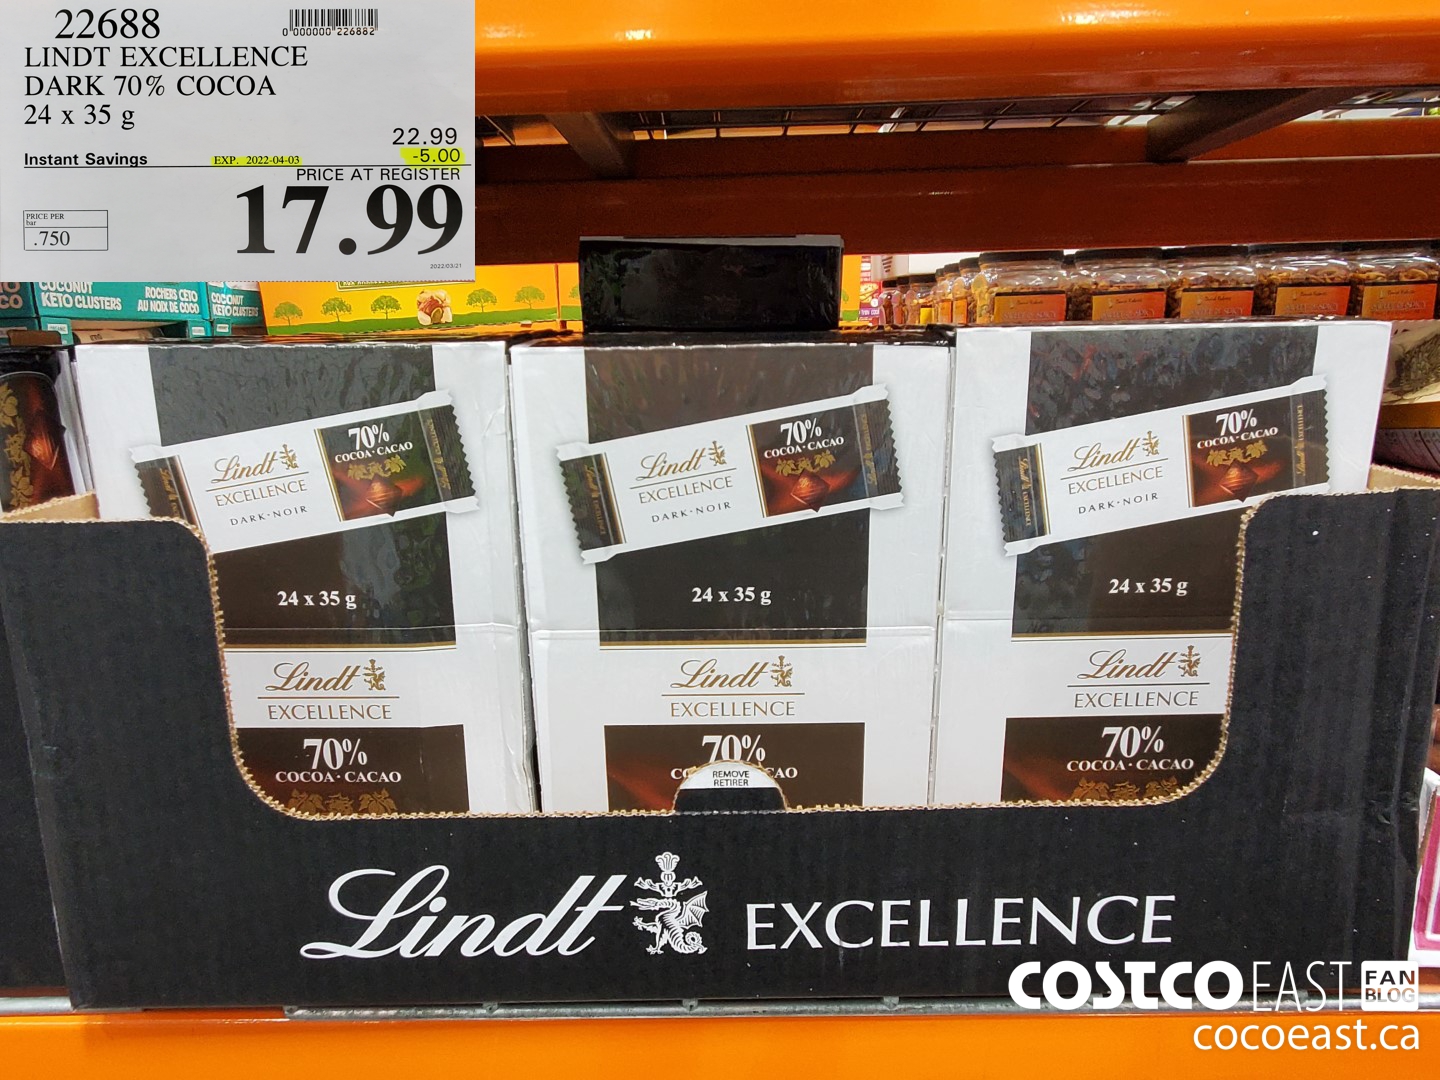 22688
0 000000 226882
LINDT EXCELLENCE
DARK 70% COCOA
24 x 35 g
22.99
Instant Savings
EXP. 2022-04-03
-5.00
PRICE AT REGISTER
17.99
PRICE PER
bar
.750
2022/03/21
COCONUT
KETO CLUSTERS
ROCHERS CÉTO
AU NOIX DE COCO
COCONUT
KETO CLUSTERS
Lindt
EXCELLENCE
DARK·NOIR
70%
COCOA·CACAO
24 x 35 g
Lindt
EXCELLENCE
70%
COCOA·CACAO
Lindt
EXCELLENCE
DARK·NOIR
70%
COCOA·CACAO
24 x 35 g
Lindt
EXCELLENCE
70%
REMOVE
RETIRER
Lindt
EXCELLENCE
DARK·NOIR
70%
COCOA·CACAO
24 x 35 g
Lindt
EXCELLENCE
70%
COCOA·CACAO
Lindt EXCELLENCE
COSTCO EAST FAN BLOG
cocoeast.ca